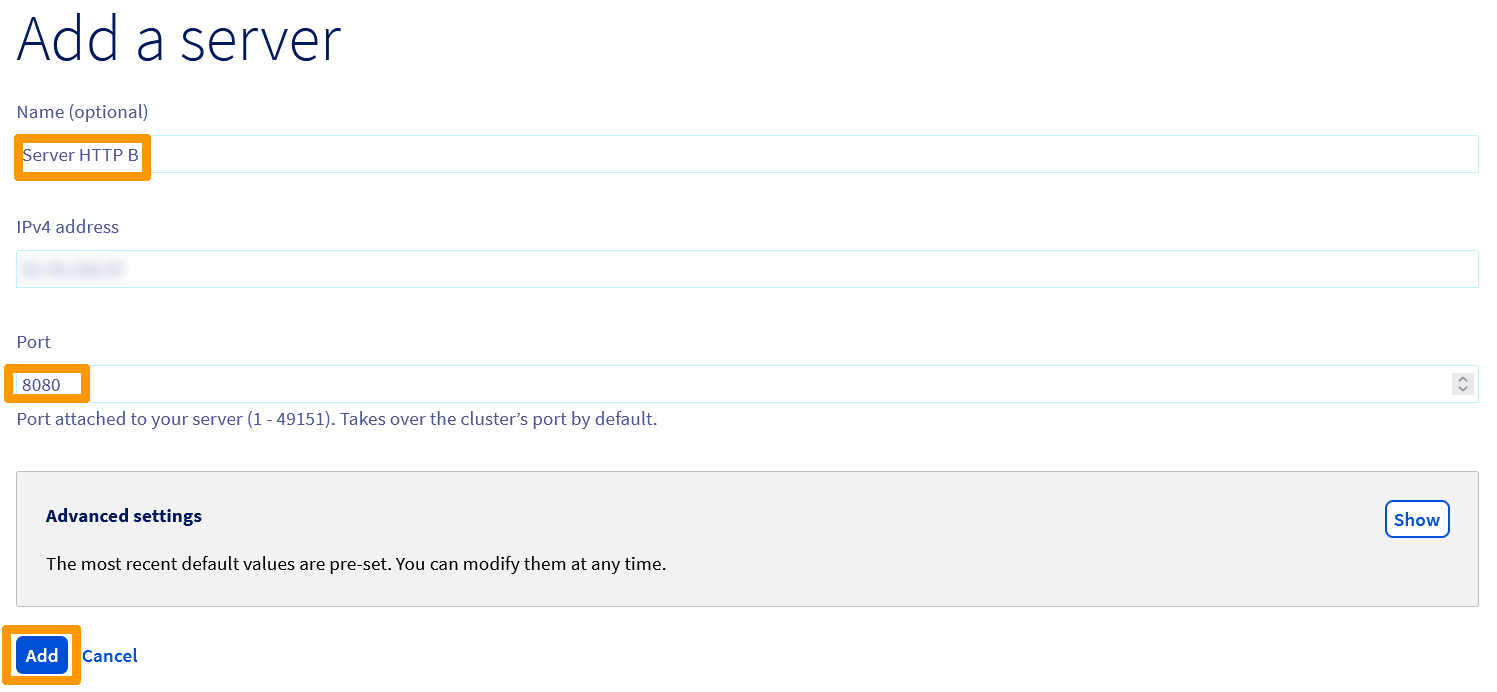 Add a server
Name (optional)
Server HTTP B
IPv4 address
Port
8080
Port attached to your server (1 - 49151). Takes over the cluster’s port by default.
Advanced settings
Show
The most recent default values are pre-set. You can modify them at any time.
Add Cancel